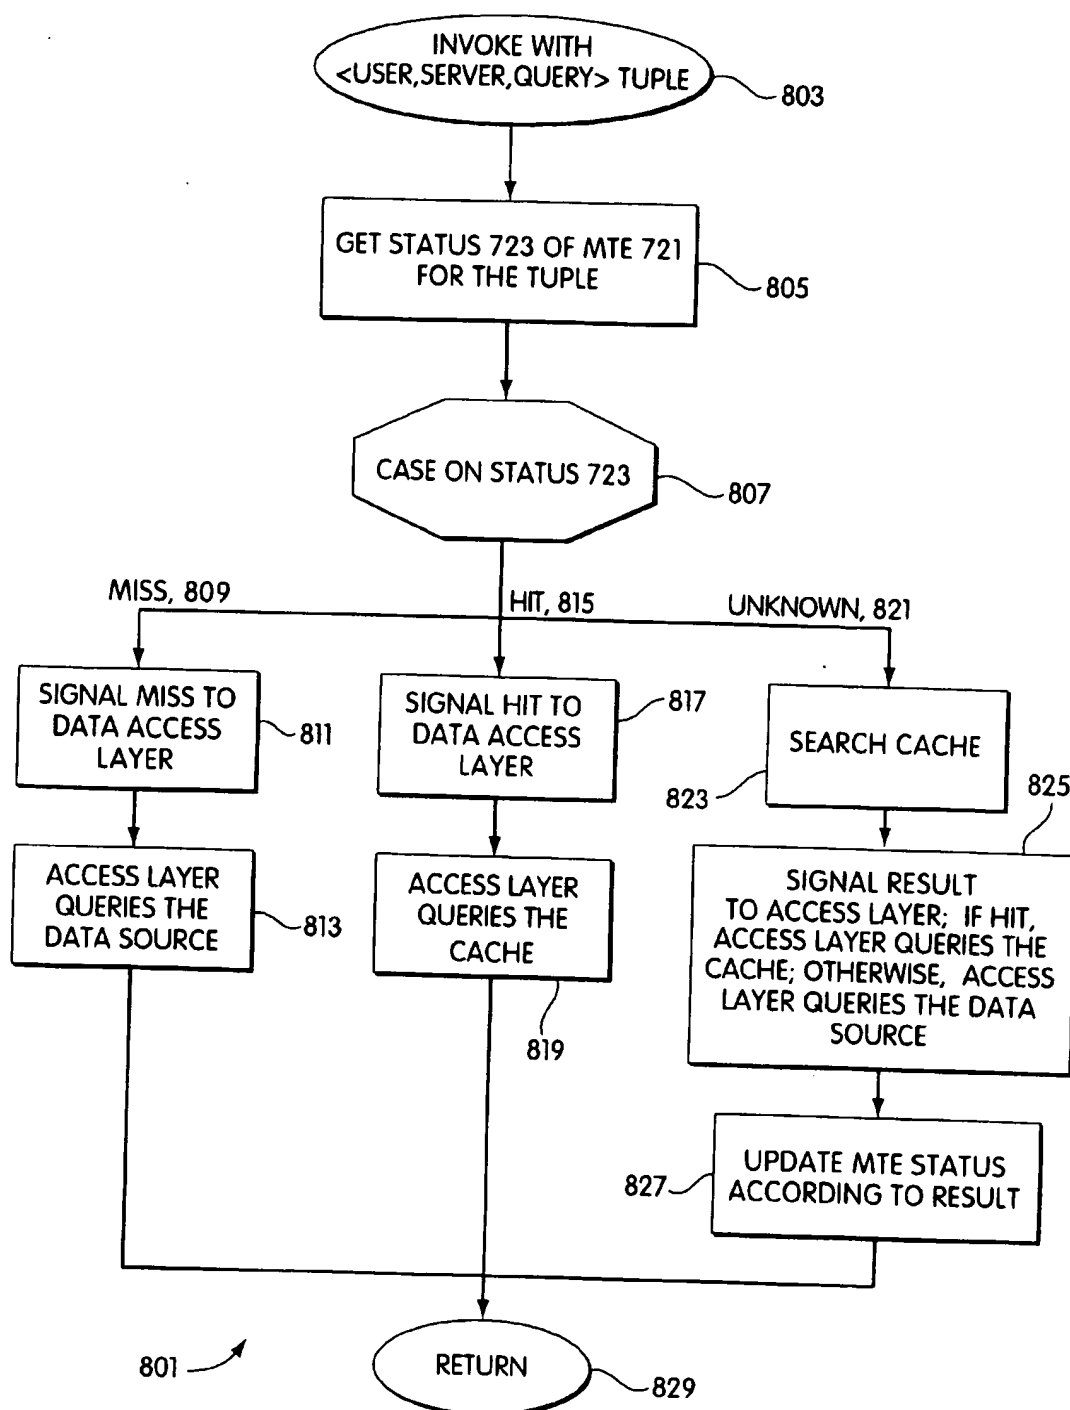 INVOKE WITH
<USER,SERVER,QUERY> TUPLE
803
GET STATUS 723 OF MTE 721
FOR THE TUPLE
805
CASE ON STATUS 723
807
MISS, 809
HIT, 815
UNKNOWN, 821
SIGNAL MISS TO
DATA ACCESS
LAYER
811
SIGNAL HIT TO
DATA ACCESS
LAYER
817
SEARCH CACHE
823
825
ACCESS LAYER
QUERIES THE
DATA SOURCE
813
ACCESS LAYER
QUERIES THE
CACHE
819
SIGNAL RESULT
TO ACCESS LAYER; IF HIT,
ACCESS LAYER QUERIES THE
CACHE; OTHERWISE, ACCESS
LAYER QUERIES THE DATA
SOURCE
UPDATE MTE STATUS
ACCORDING TO RESULT
827
801
RETURN
829